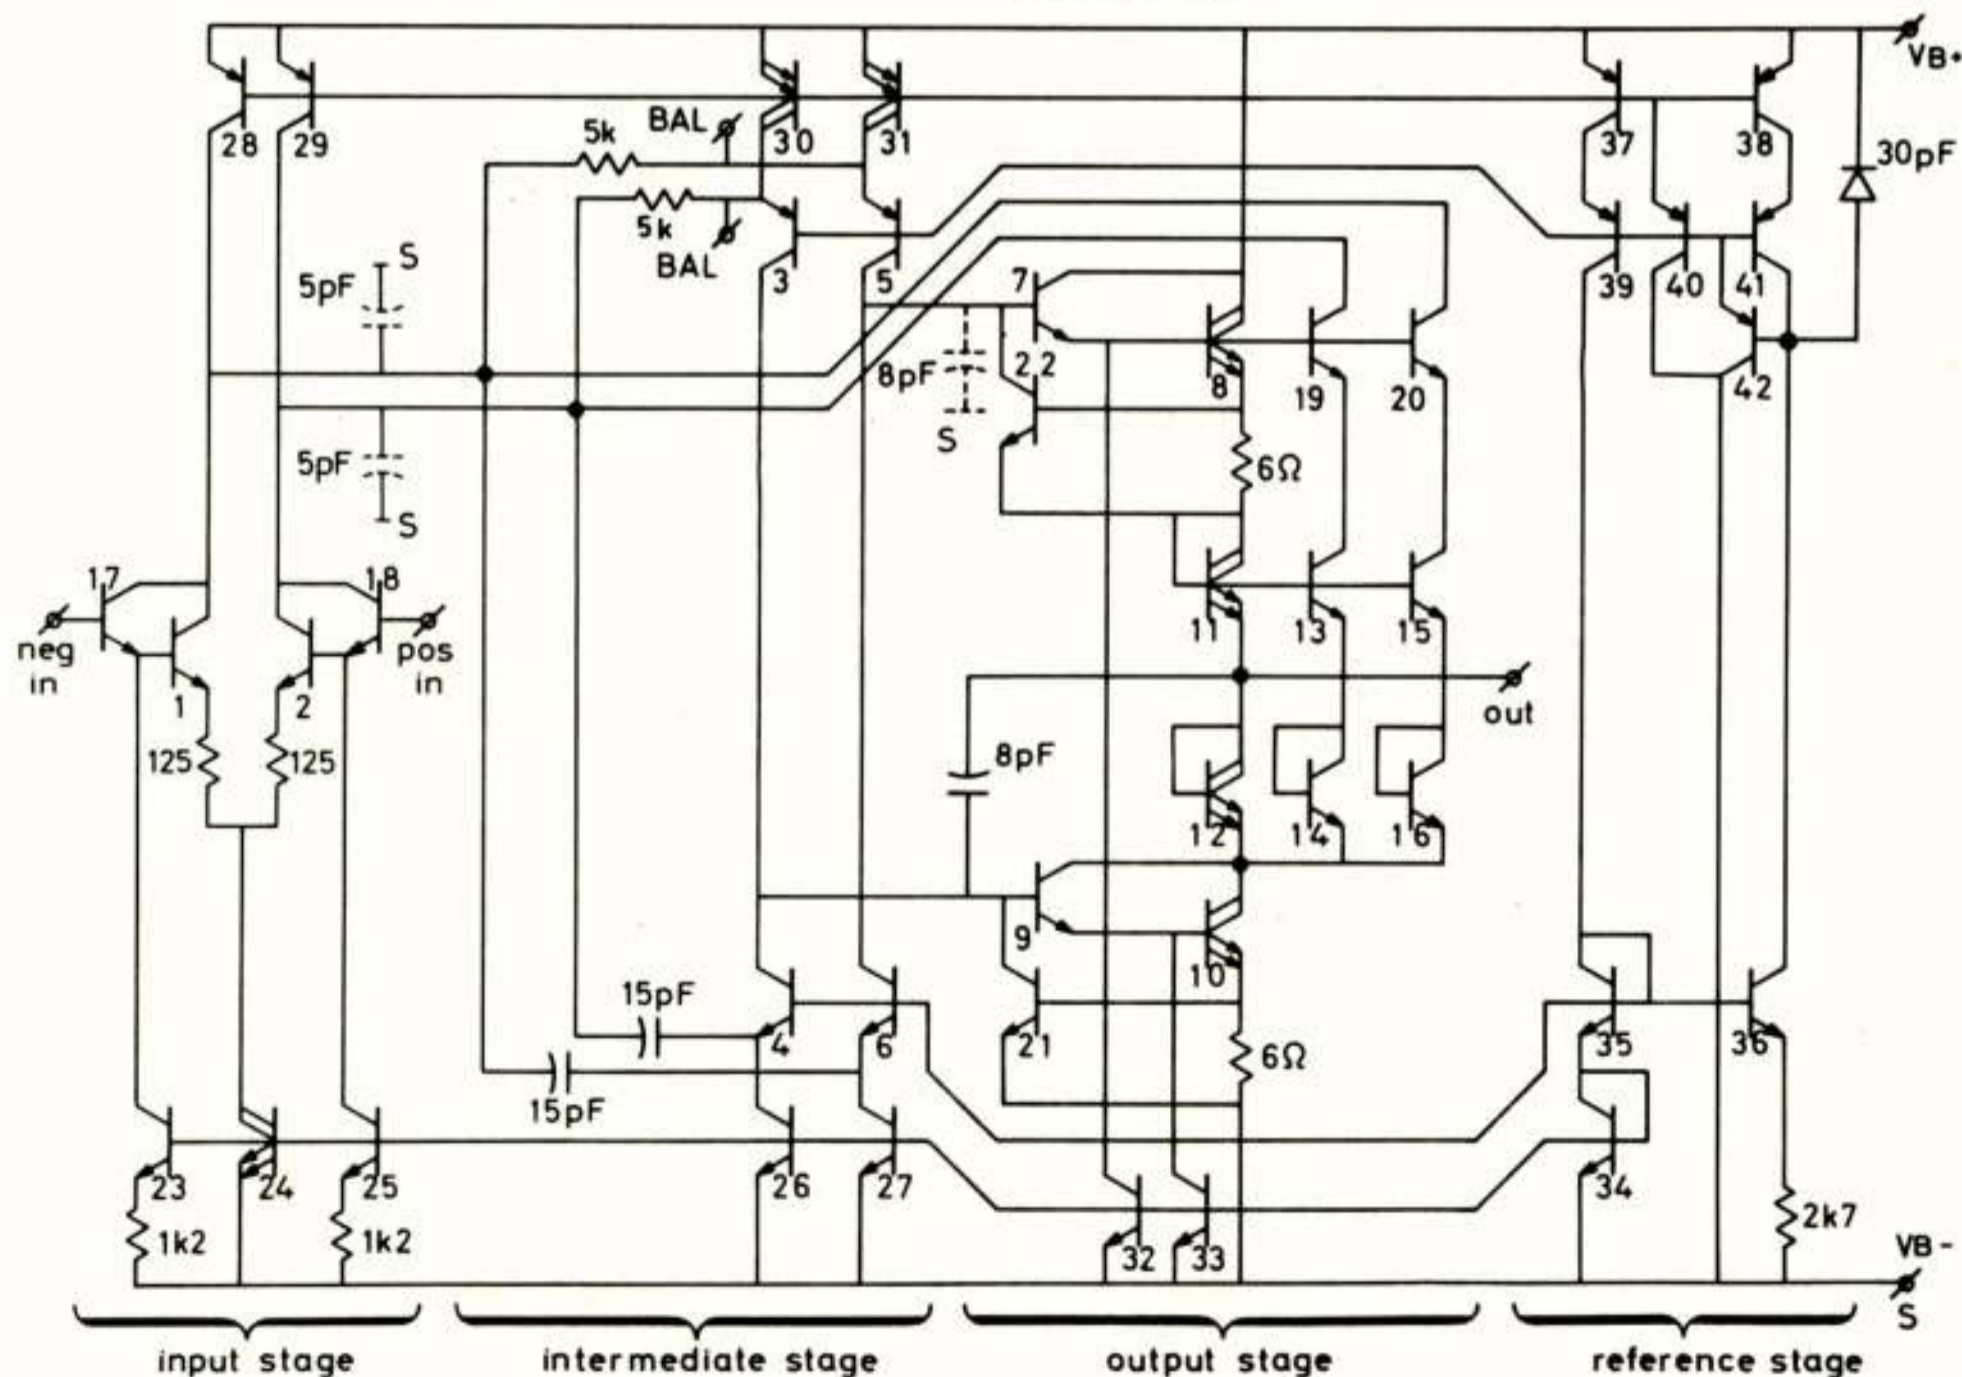 VB+
28
29
5k
BAL
30
31
37
38
30pF
5k
BAL
3
5
7
39
40
41
S
5pF
22
8pF
8
19
20
42
S
5pF
S
6Ω
17
18
neg
in
pos
in
11
13
15
1
2
out
125
125
8pF
12
14
16
9
10
15pF
4
6
21
6Ω
35
36
15pF
23
24
25
26
27
34
1k2
1k2
32
33
2k7
VB-
S
input stage
intermediate stage
output stage
reference stage